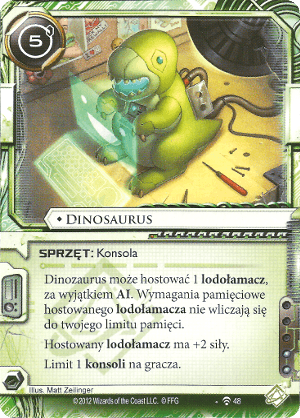 5
• DINOSAURUS
SPRZĘT: Konsola
Dinozaurus może hostować 1 lodołamacz,
za wyjątkiem AI. Wymagania pamięciowe
hostowanego lodołamacza nie wliczają się
do twojego limitu pamięci.
Hostowany lodołamacz ma +2 siły.
Limit 1 konsoli na gracza.
Illus. Matt Zeilinger
©2012 Wizards of the Coast LLC. © FFG
48